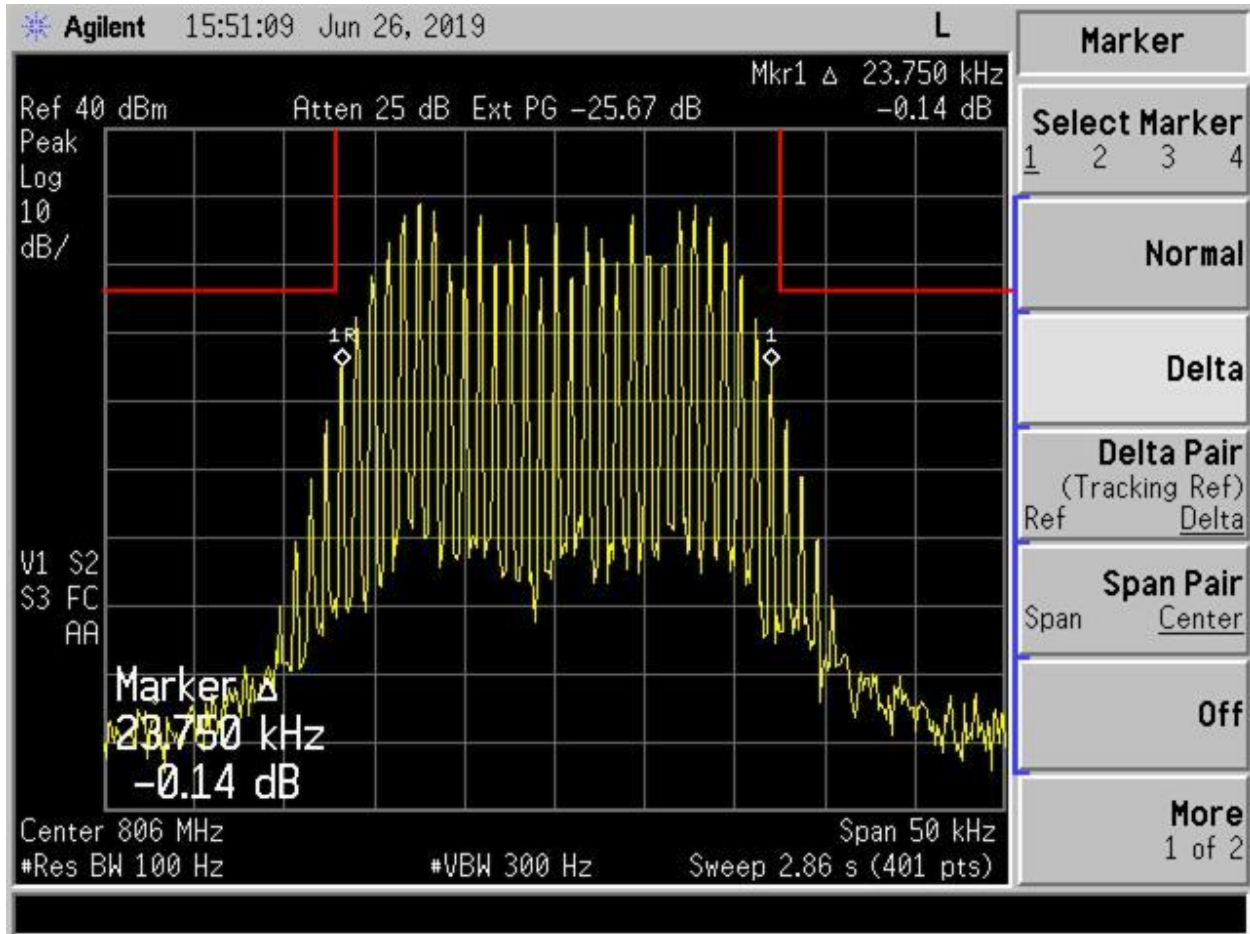 Agilent 15:51:09 Jun 26, 2019 L
Mkr1 Δ 23.750 kHz
Ref 40 dBm Atten 25 dB Ext PG -25.67 dB -0.14 dB
Peak
Log
10
dB/
1R
1
V1 S2
S3 FC
AA
Marker Δ
23.750 kHz
-0.14 dB
Center 806 MHz Span 50 kHz
#Res BW 100 Hz #VBW 300 Hz Sweep 2.86 s (401 pts)
Marker
Select Marker
1 2 3 4
Normal
Delta
Delta Pair
(Tracking Ref)
Ref Delta
Span Pair
Span Center
Off
More
1 of 2